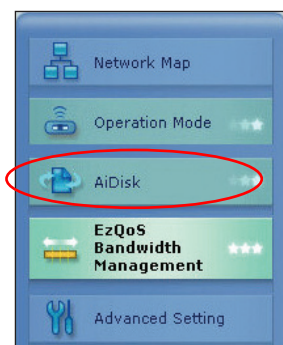 Network Map
Operation Mode
AiDisk
EzQoS
Bandwidth
Management
Advanced Setting